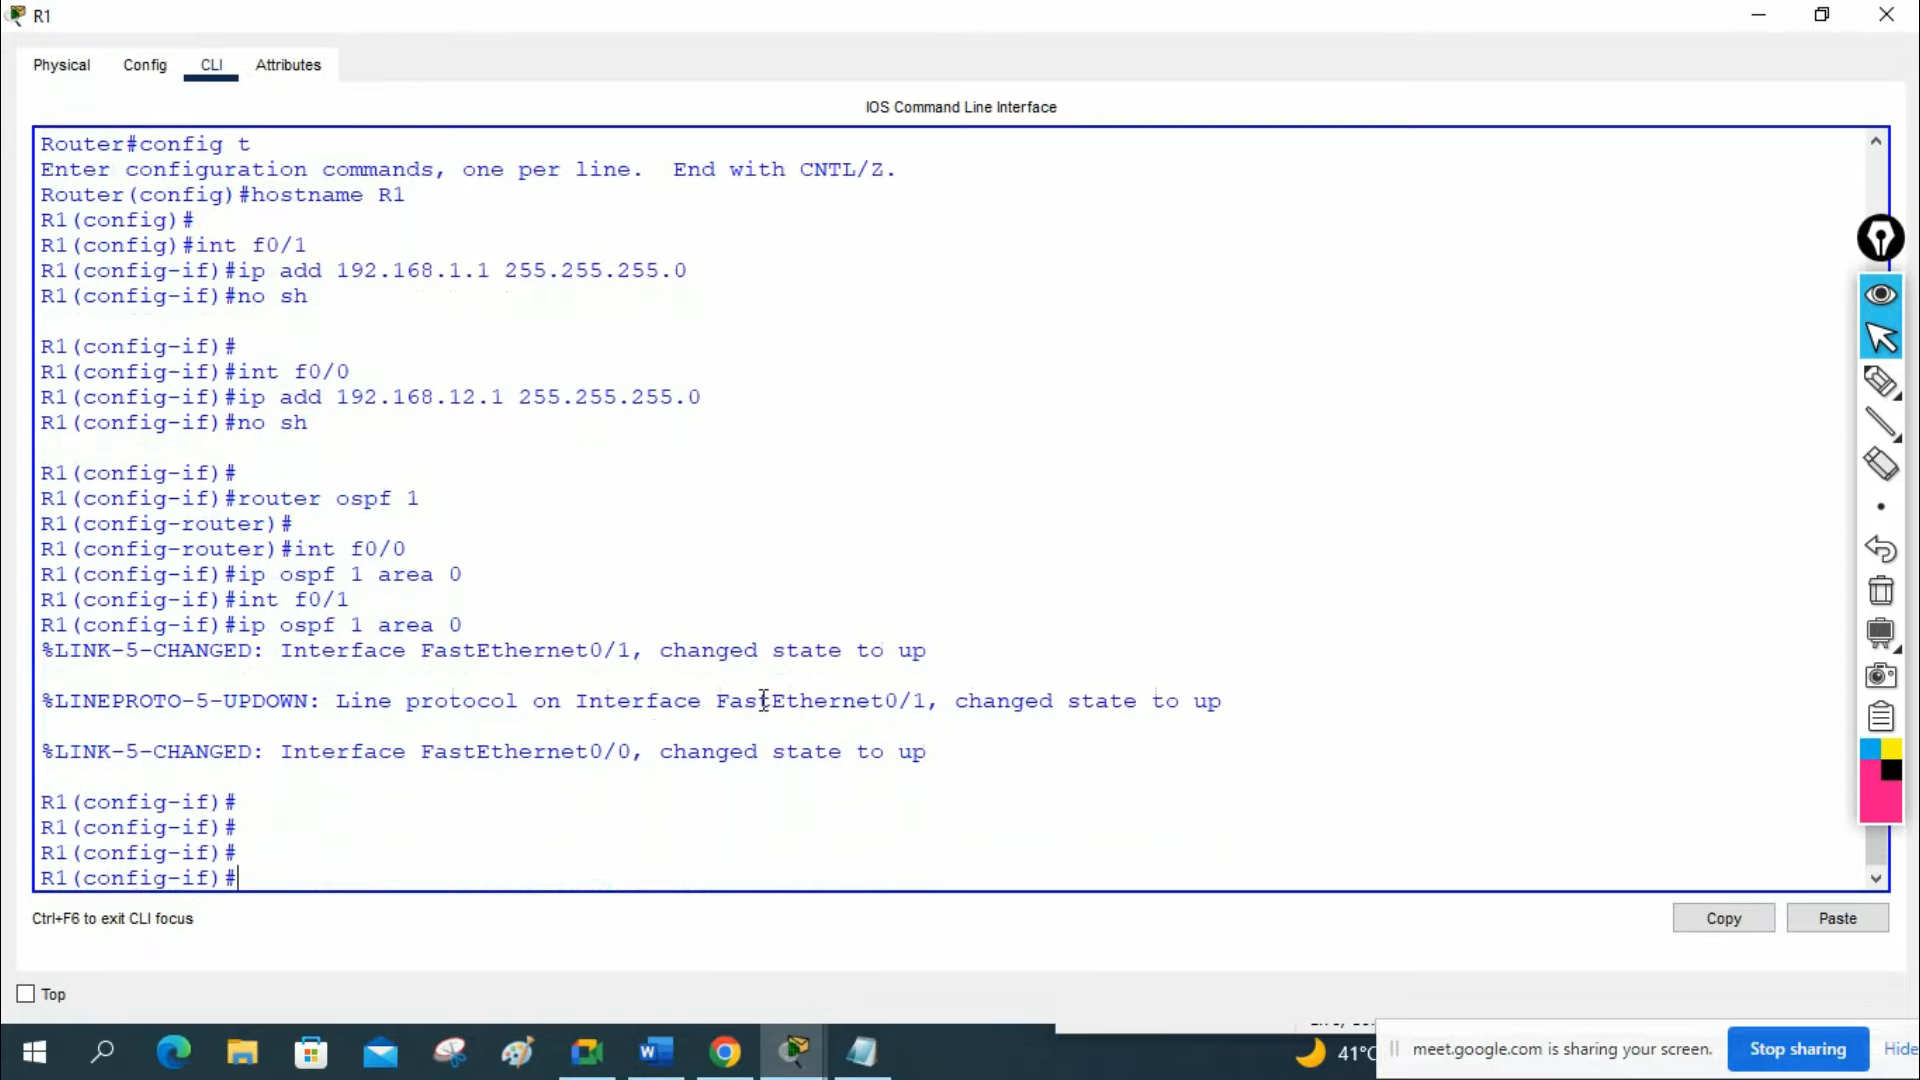 R1
Physical Config CLI Attributes
IOS Command Line Interface
Router#config t
Enter configuration commands, one per line.  End with CNTL/Z.
Router(config)#hostname R1
R1(config)#
R1(config)#int f0/1
R1(config-if)#ip add 192.168.1.1 255.255.255.0
R1(config-if)#no sh
R1(config-if)#
R1(config-if)#int f0/0
R1(config-if)#ip add 192.168.12.1 255.255.255.0
R1(config-if)#no sh
R1(config-if)#
R1(config-if)#router ospf 1
R1(config-router)#
R1(config-router)#int f0/0
R1(config-if)#ip ospf 1 area 0
R1(config-if)#int f0/1
R1(config-if)#ip ospf 1 area 0
%LINK-5-CHANGED: Interface FastEthernet0/1, changed state to up
%LINEPROTO-5-UPDOWN: Line protocol on Interface FastEthernet0/1, changed state to up
%LINK-5-CHANGED: Interface FastEthernet0/0, changed state to up
R1(config-if)#
R1(config-if)#
R1(config-if)#
R1(config-if)#
Ctrl+F6 to exit CLI focus
Copy Paste
Top
41°C
meet.google.com is sharing your screen. Stop sharing Hide